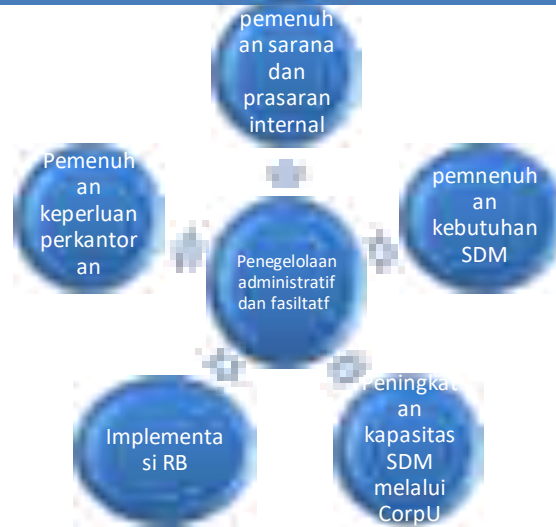 pemenuh
an sarana
dan
prasaran
internal
pemnenuh
an
kebutuhan
SDM
Peningkat
an
kapasitas
SDM
melalui
CorpU
Implementa
si RB
Pemenuh
an
keperluan
perkantor
an
Penegelolaan
administratif
dan fasiltatf